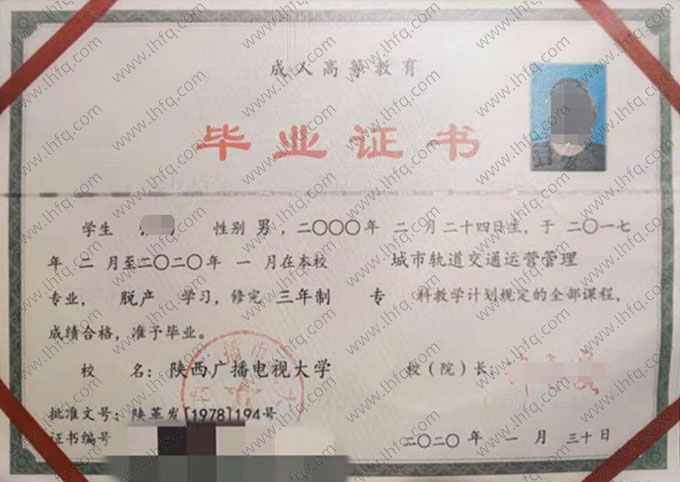 成人高等教育
毕业证书
学生 性别 男，二〇〇〇年 二 月 二十四日生，于 二〇一七
年 二 月至二〇二〇年 一 月在本校 城市轨道交通运营管理
专业， 脱产 学习，修完 三年制 专 科教学计划规定的全部课程，
成绩合格，准予毕业。
校 名：陕西广播电视大学 校（院）长：
批准文号：陕革发[1978]194号
证书编号 二〇二〇 年 一 月 三十日
www.lhfq.com